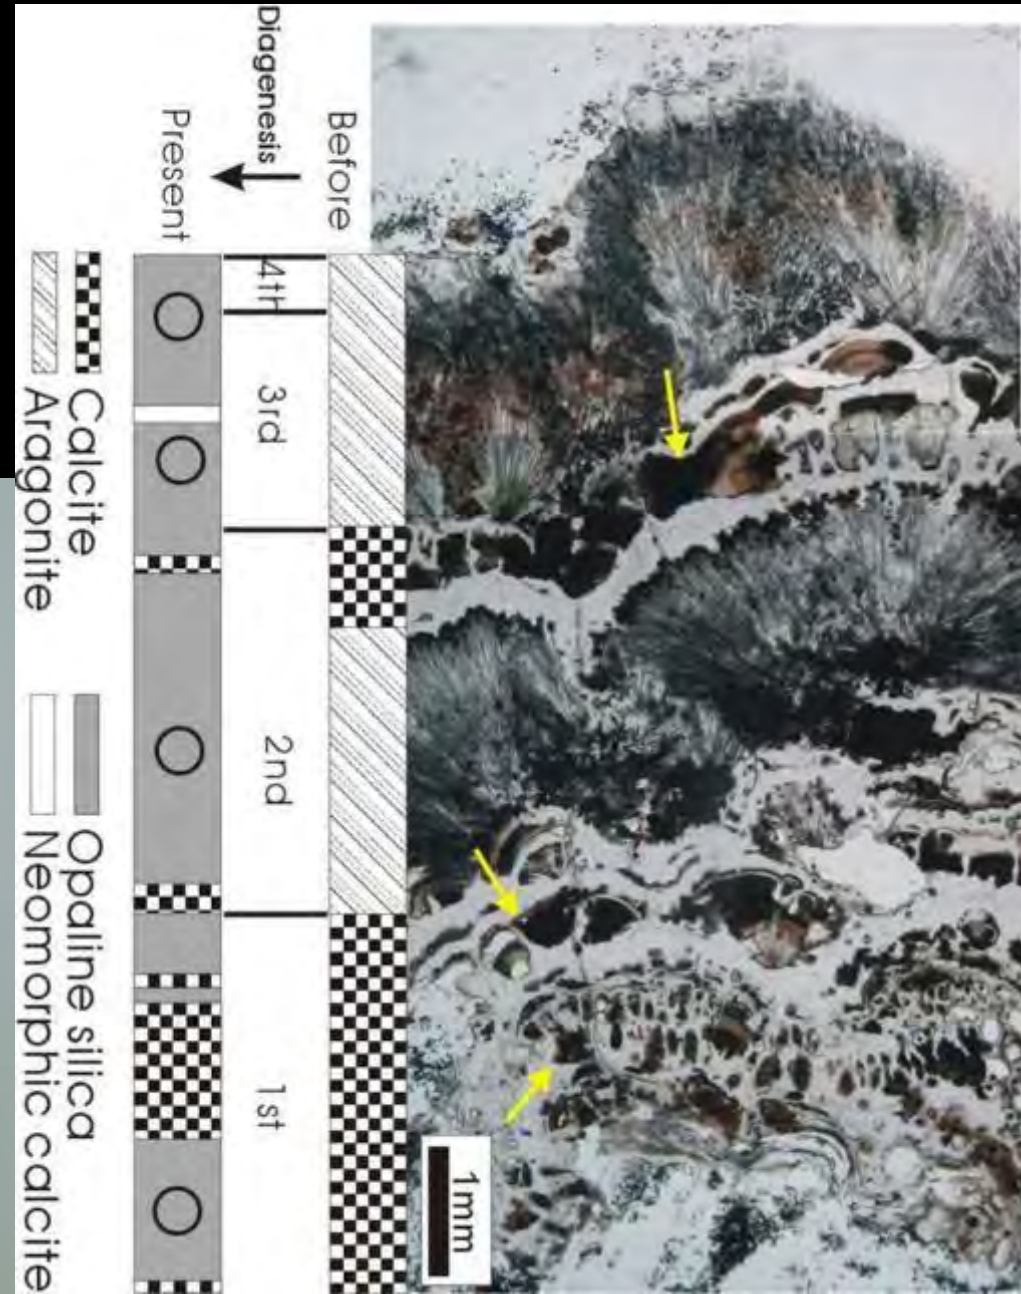 Diagenesis
Before
Present
4th
3rd
2nd
1st
1mm
Calcite
Aragonite
Opaline silica
Neomorphic calcite